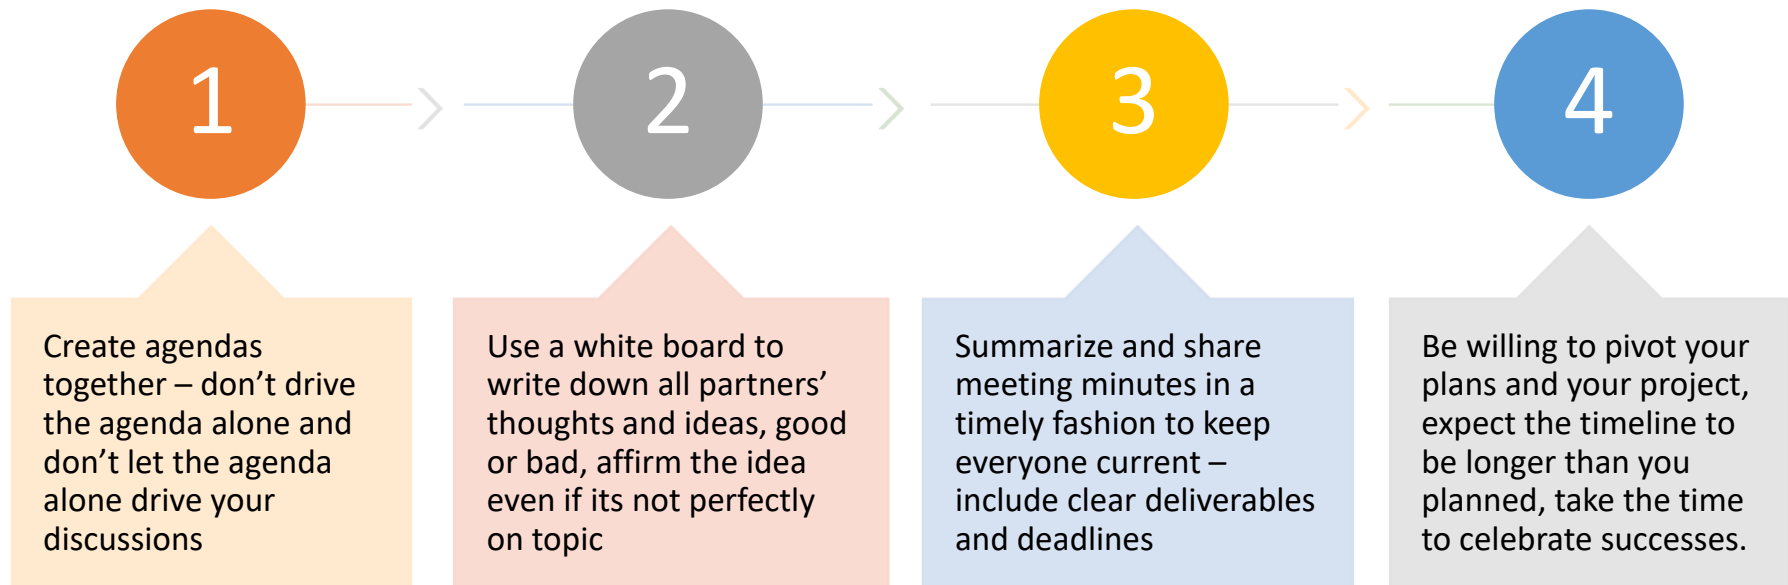 1
Create agendas
together – don’t drive
the agenda alone and
don’t let the agenda
alone drive your
discussions
2
Use a white board to
write down all partners’
thoughts and ideas, good
or bad, affirm the idea
even if its not perfectly
on topic
3
Summarize and share
meeting minutes in a
timely fashion to keep
everyone current –
include clear deliverables
and deadlines
4
Be willing to pivot your
plans and your project,
expect the timeline to
be longer than you
planned, take the time
to celebrate successes.